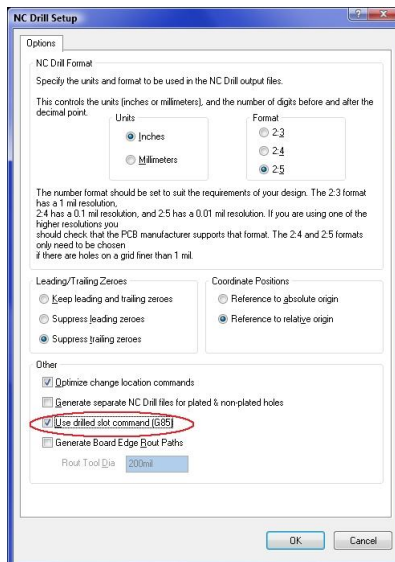 NC Drill Setup
Options
NC Drill Format
Specify the units and format to be used in the NC Drill output files.
This controls the units (inches or millimeters), and the number of digits before and after the
decimal point.
Units
Format
Inches
2:3
2:4
Millimeters
2:5
The number format should be set to suit the requirements of your design. The 2:3 format
has a 1 mil resolution,
2:4 has a 0.1 mil resolution, and 2:5 has a 0.01 mil resolution. If you are using one of the
higher resolutions you
should check that the PCB manufacturer supports that format. The 2:4 and 2:5 formats
only need to be chosen
if there are holes on a grid finer than 1 mil.
Leading/Trailing Zeroes
Coordinate Positions
Keep leading and trailing zeroes
Reference to absolute origin
Suppress leading zeroes
Reference to relative origin
Suppress trailing zeroes
Other
Optimize change location commands
Generate separate NC Drill files for plated & non-plated holes
Use drilled slot command (G85)
Generate Board Edge Rout Paths
Rout Tool Dia
200mil
OK
Cancel